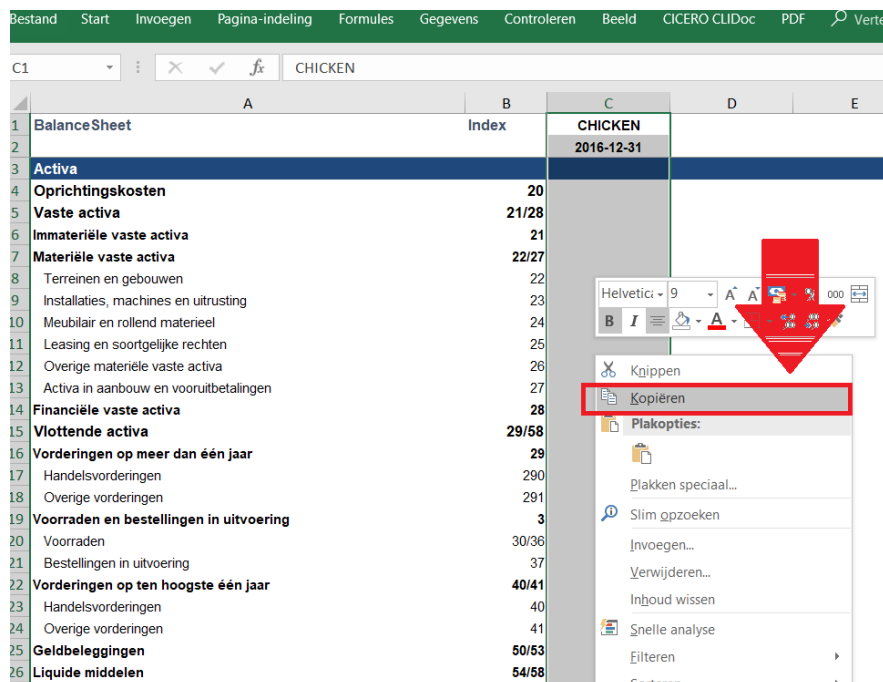 Bestand Start Invoegen Pagina-indeling Formules Gegevens Controleren Beeld CICERO CLIDoc PDF
C1 fx CHICKEN
A B C D E
1 BalanceSheet Index CHICKEN
2 2016-12-31
3 Activa
4 Oprichtingskosten 20
5 Vaste activa 21/28
6 Immateriële vaste activa 21
7 Materiële vaste activa 22/27
8 Terreinen en gebouwen 22
9 Installaties, machines en uitrusting 23
10 Meubilair en rollend materieel 24
11 Leasing en soortgelijke rechten 25
12 Overige materiële vaste activa 26
13 Activa in aanbouw en vooruitbetalingen 27
14 Financiële vaste activa 28
15 Vlottende activa 29/58
16 Vorderingen op meer dan één jaar 29
17 Handelsvorderingen 290
18 Overige vorderingen 291
19 Voorraden en bestellingen in uitvoering 3
20 Voorraden 30/36
21 Bestellingen in uitvoering 37
22 Vorderingen op ten hoogste één jaar 40/41
23 Handelsvorderingen 40
24 Overige vorderingen 41
25 Geldbeleggingen 50/53
26 Liquide middelen 54/58
9 A A % 000
B I A
Knippen
Kopiëren
Plakopties:
Plakken speciaal...
Slim opzoeken
Invoegen...
Verwijderen...
Inhoud wissen
Snelle analyse
Filteren